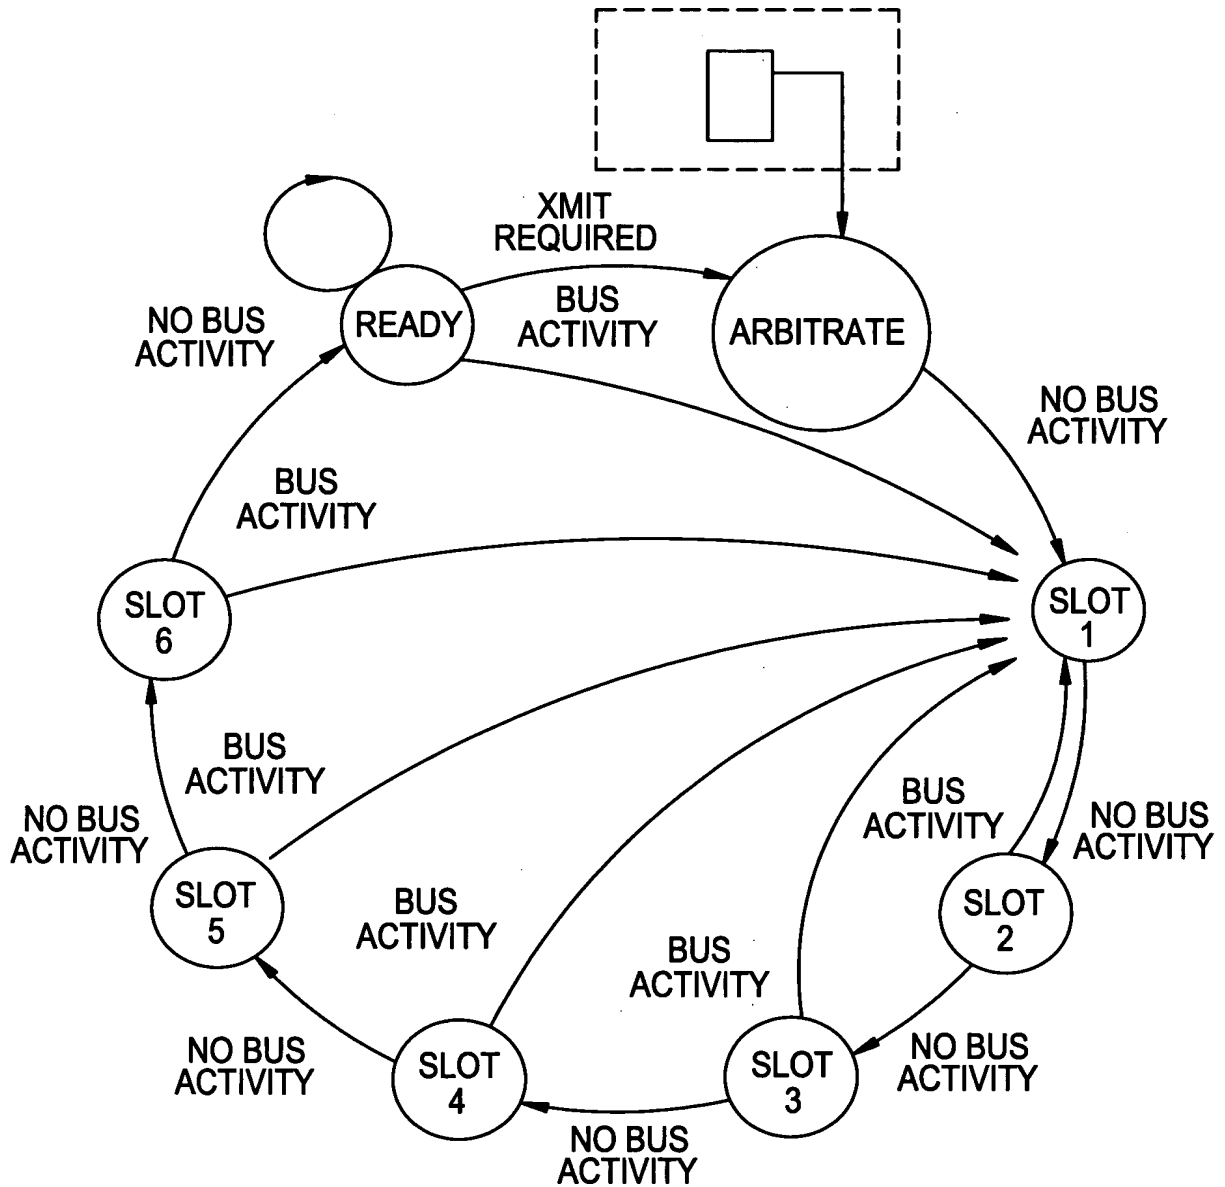 XMIT
REQUIRED
NO BUS
ACTIVITY
READY
BUS
ACTIVITY
ARBITRATE
NO BUS
ACTIVITY
BUS
ACTIVITY
SLOT
6
SLOT
1
BUS
ACTIVITY
NO BUS
ACTIVITY
BUS
ACTIVITY
NO BUS
ACTIVITY
SLOT
5
BUS
ACTIVITY
SLOT
2
BUS
ACTIVITY
NO BUS
ACTIVITY
SLOT
4
SLOT
3
NO BUS
ACTIVITY
NO BUS
ACTIVITY